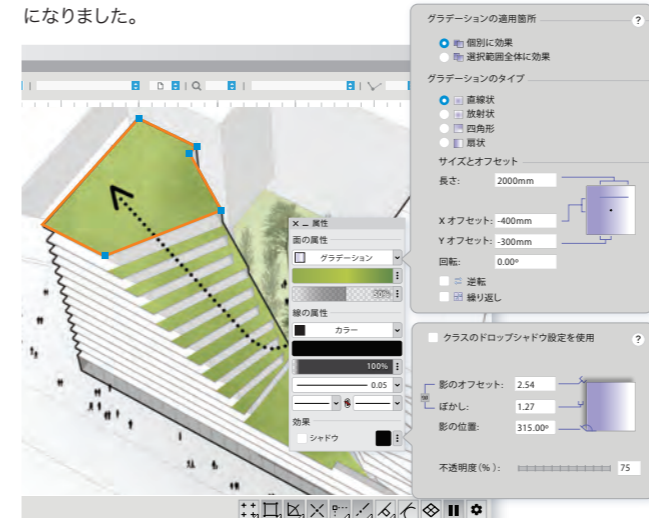 になりました。
グラデーションの適用箇所
?
個別に効果
選択範囲全体に効果
グラデーションのタイプ
直線状
放射状
四角形
扇状
サイズとオフセット
長さ: 2000mm
X オフセット: -400mm
Y オフセット: -300mm
回転: 0.00º
逆転
繰り返し
属性
面の属性
グラデーション
30%
線の属性
カラー
100%
0.05
効果
シャドウ
クラスのドロップシャドウ設定を使用
?
影のオフセット: 2.54
ぼかし: 1.27
影の位置: 315.00º
不透明度(%): 75